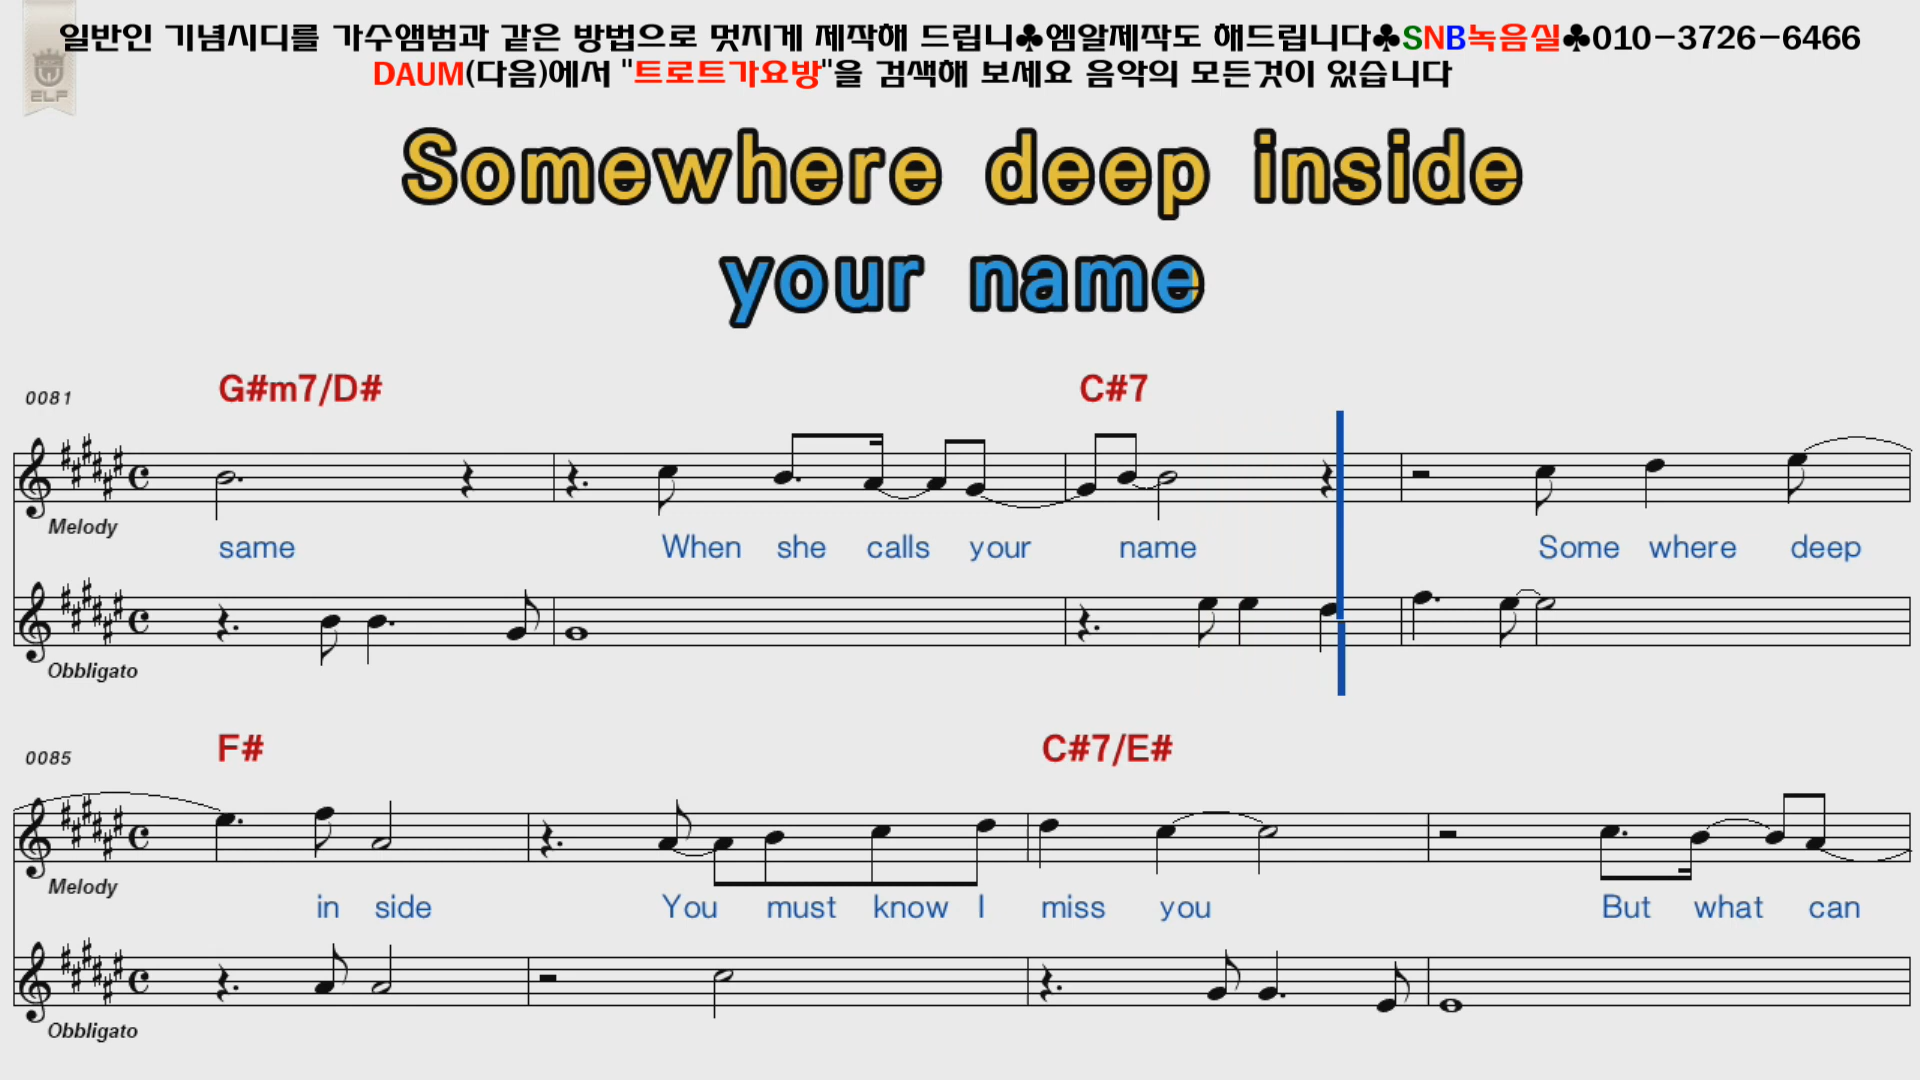 일반인 기념시디를 가수앰범과 같은 방법으로 멋지게 제작해 드립니♣엠알제작도 해드립니다♣SNB녹음실♣010-3726-6466
DAUM(다음)에서 "트로트가요방"을 검색해 보세요 음악의 모든것이 있습니다
ELF
Somewhere deep inside
your name
0081 G#m7/D# C#7
Melody
same When she calls your name Some where deep
Obbligato
0085 F# C#7/E#
Melody
in side You must know I miss you But what can
Obbligato